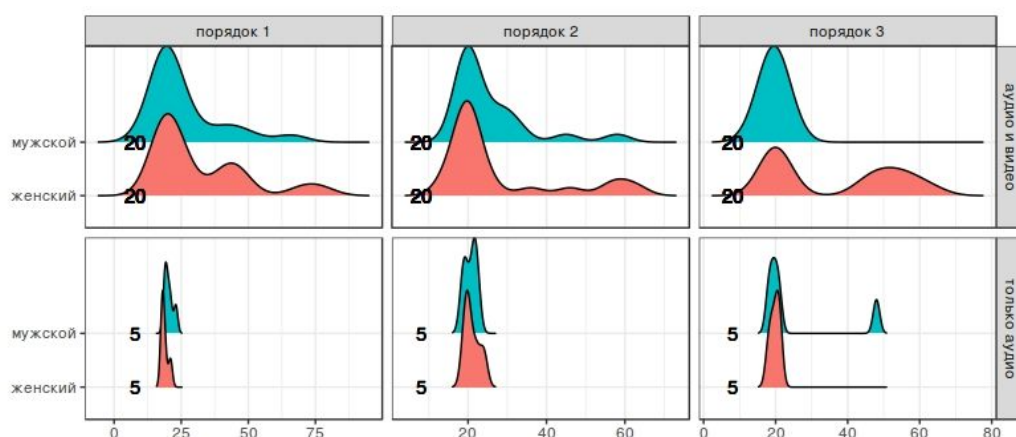 порядок 1 порядок 2 порядок 3
мужской 20 20 20
женский 20 20 20
аудио и видео
мужской 5 5 5
женский 5 5 5
только аудио
0 25 50 75 20 40 60 0 20 40 60 80